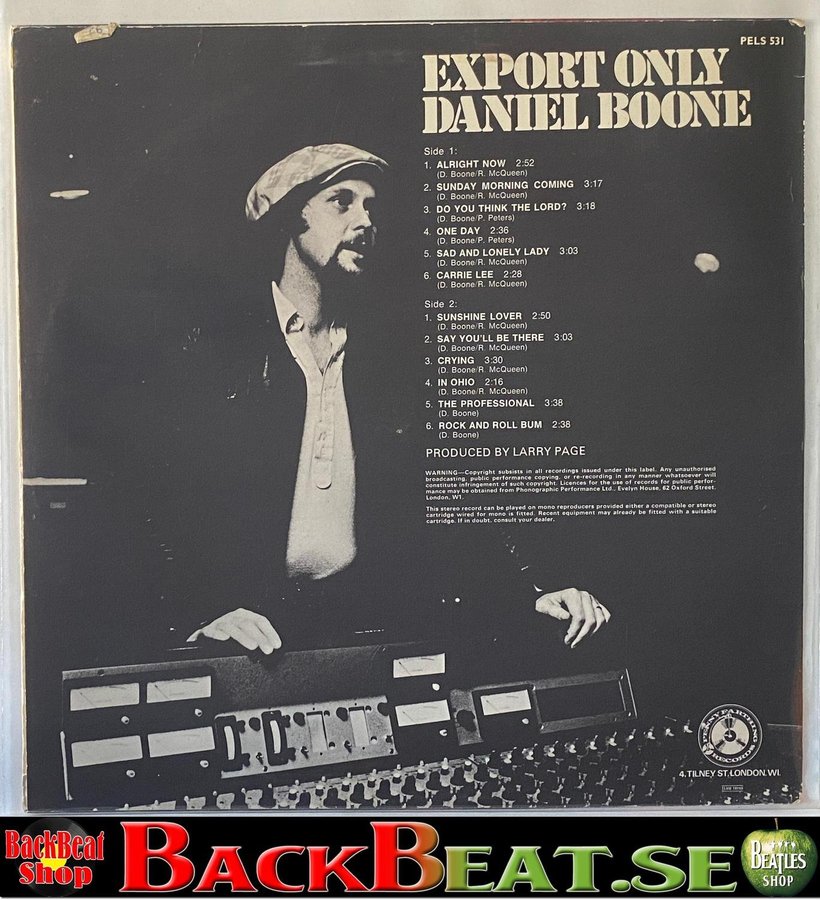 PELS 531
EXPORT ONLY
DANIEL BOONE
Side 1:
1. ALRIGHT NOW 2:52
(D. Boone/R. McQueen)
2. SUNDAY MORNING COMING 3:17
(D. Boone/R. McQueen)
3. DO YOU THINK THE LORD? 3:18
(D. Boone/P. Peters)
4. ONE DAY 2:36
(D. Boone/P. Peters)
5. SAD AND LONELY LADY 3:03
(D. Boone/R. McQueen)
6. CARRIE LEE 2:28
(D. Boone/R. McQueen)
Side 2:
1. SUNSHINE LOVER 2:50
(D. Boone/R. McQueen)
2. SAY YOU'LL BE THERE 3:03
(D. Boone/R. McQueen)
3. CRYING 3:30
(D. Boone/R. McQueen)
4. IN OHIO 2:16
(D. Boone/R. McQueen)
5. THE PROFESSIONAL 3:38
(D. Boone)
6. ROCK AND ROLL BUM 2:38
(D. Boone)
PRODUCED BY LARRY PAGE
WARNING—Copyright subsists in all recordings issued under this label. Any unauthorised
broadcasting, public performance copying, or re-recording in any manner whatsoever will
constitute infringement of such copyright. Licences for the use of records for public perfor-
mance may be obtained from Phonographic Performance Ltd., Evelyn House, 62 Oxford Street,
London, W1.
This stereo record can be played on mono reproducers provided either a compatible or stereo
cartridge wired for mono is fitted. Recent equipment may already be fitted with a suitable
cartridge. If in doubt, consult your dealer.
PENNY FARTHING
RECORDS
4, TILNEY ST, LONDON. W1.
BackBeat
Shop
BACKBEAT.SE
BEATLES
SHOP